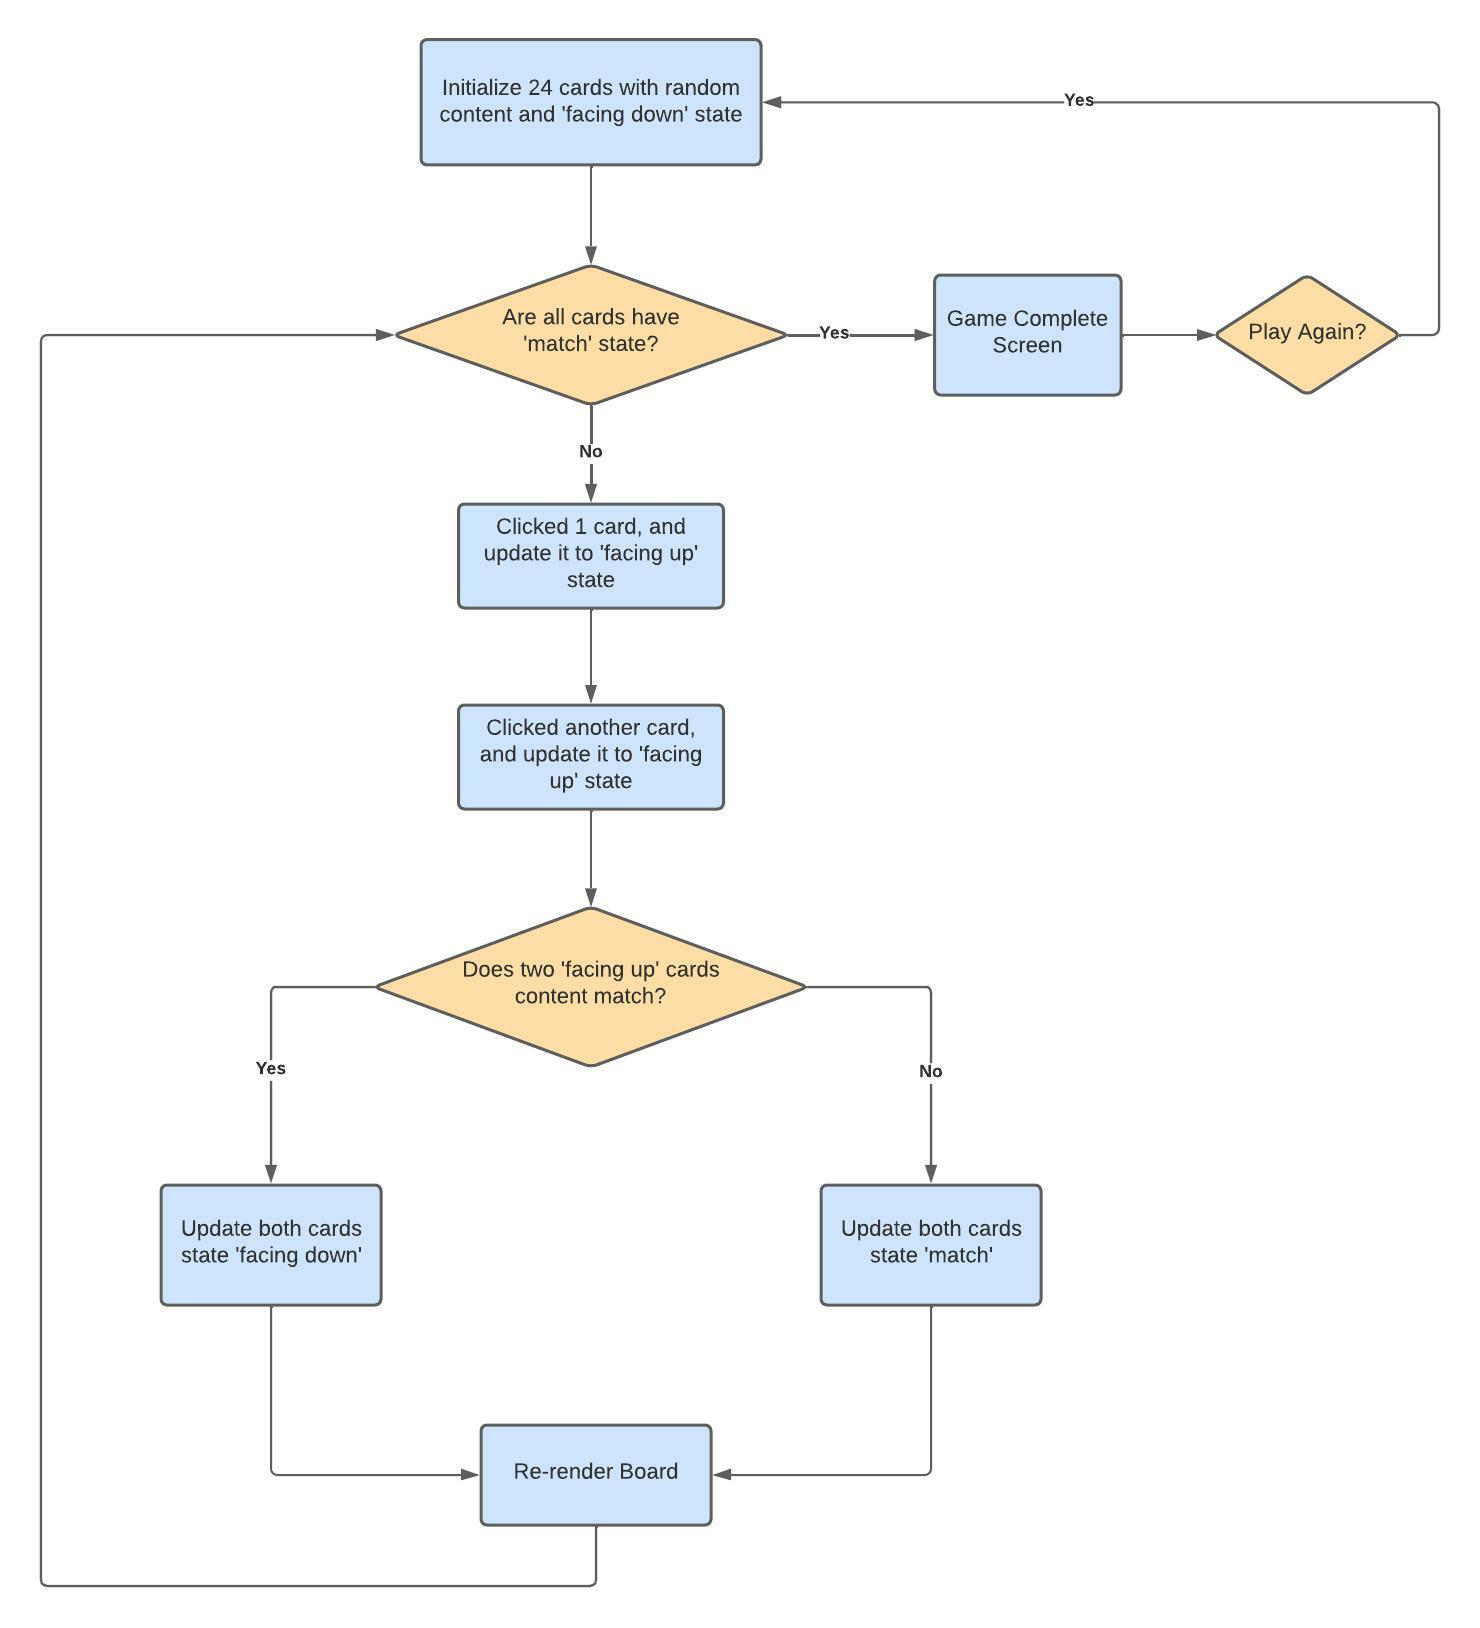 Initialize 24 cards with random
content and 'facing down' state
Yes
Are all cards have
'match' state?
Yes
Game Complete
Screen
Play Again?
No
Clicked 1 card, and
update it to 'facing up'
state
Clicked another card,
and update it to 'facing
up' state
Does two 'facing up' cards
content match?
Yes
No
Update both cards
state 'facing down'
Update both cards
state 'match'
Re-render Board